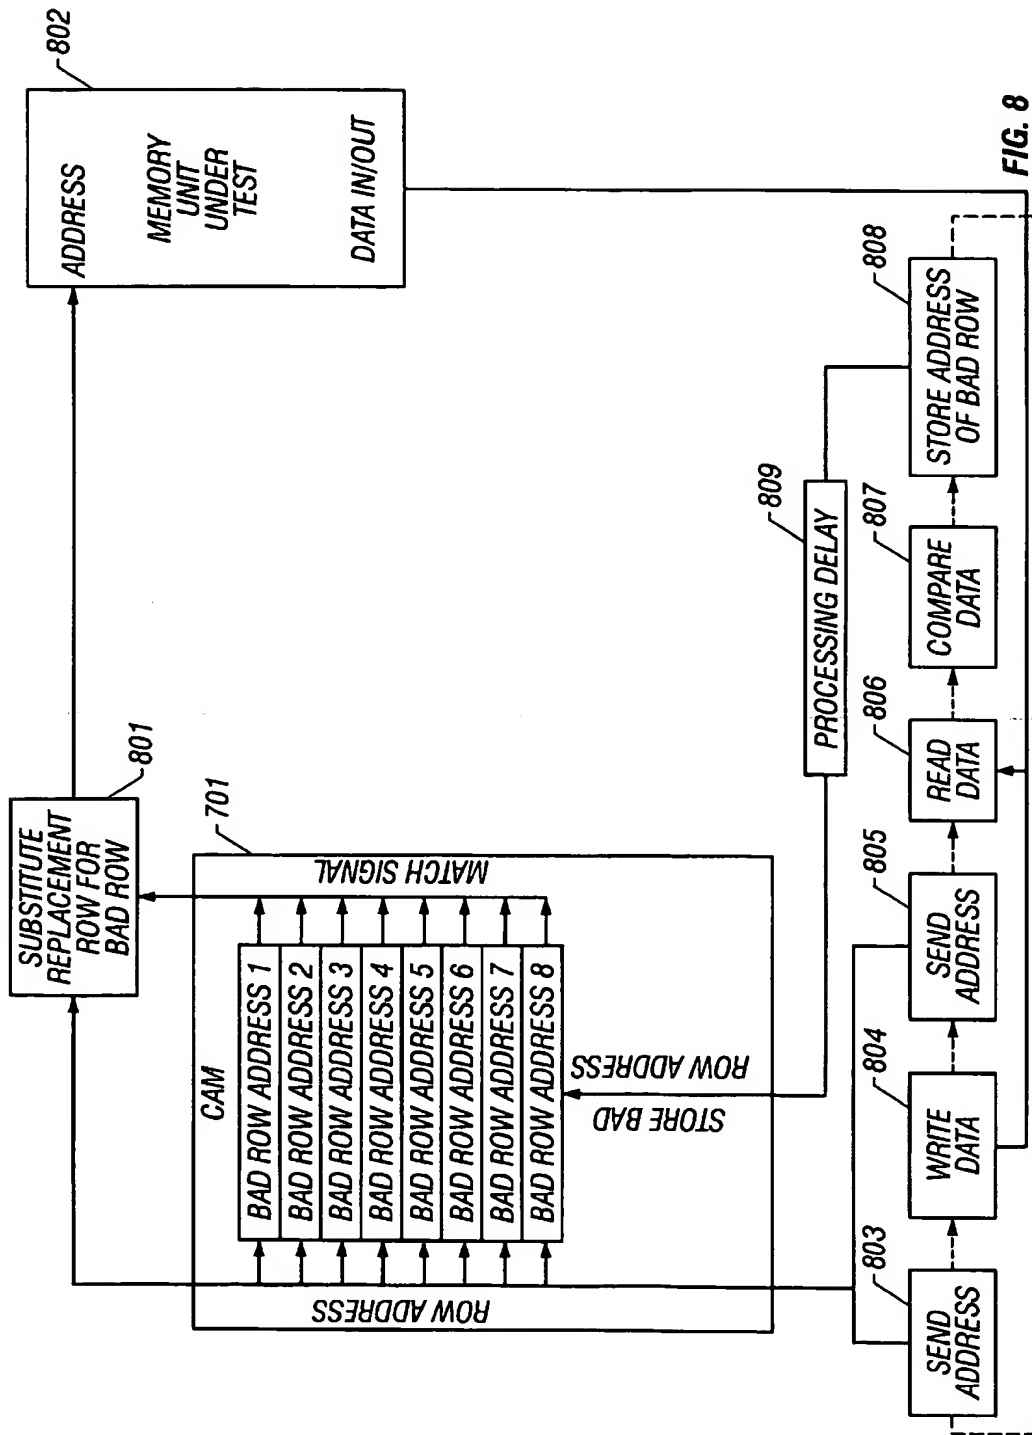 802
ADDRESS
MEMORY
UNIT
UNDER
TEST
DATA IN/OUT
SUBSTITUTE
REPLACEMENT
ROW FOR
BAD ROW
801
701
CAM
ROW ADDRESS
BAD ROW ADDRESS 1
BAD ROW ADDRESS 2
BAD ROW ADDRESS 3
BAD ROW ADDRESS 4
BAD ROW ADDRESS 5
BAD ROW ADDRESS 6
BAD ROW ADDRESS 7
BAD ROW ADDRESS 8
MATCH SIGNAL
STORE BAD
ROW ADDRESS
809
PROCESSING DELAY
803
SEND
ADDRESS
804
WRITE
DATA
805
SEND
ADDRESS
806
READ
DATA
807
COMPARE
DATA
808
STORE ADDRESS
OF BAD ROW
FIG. 8